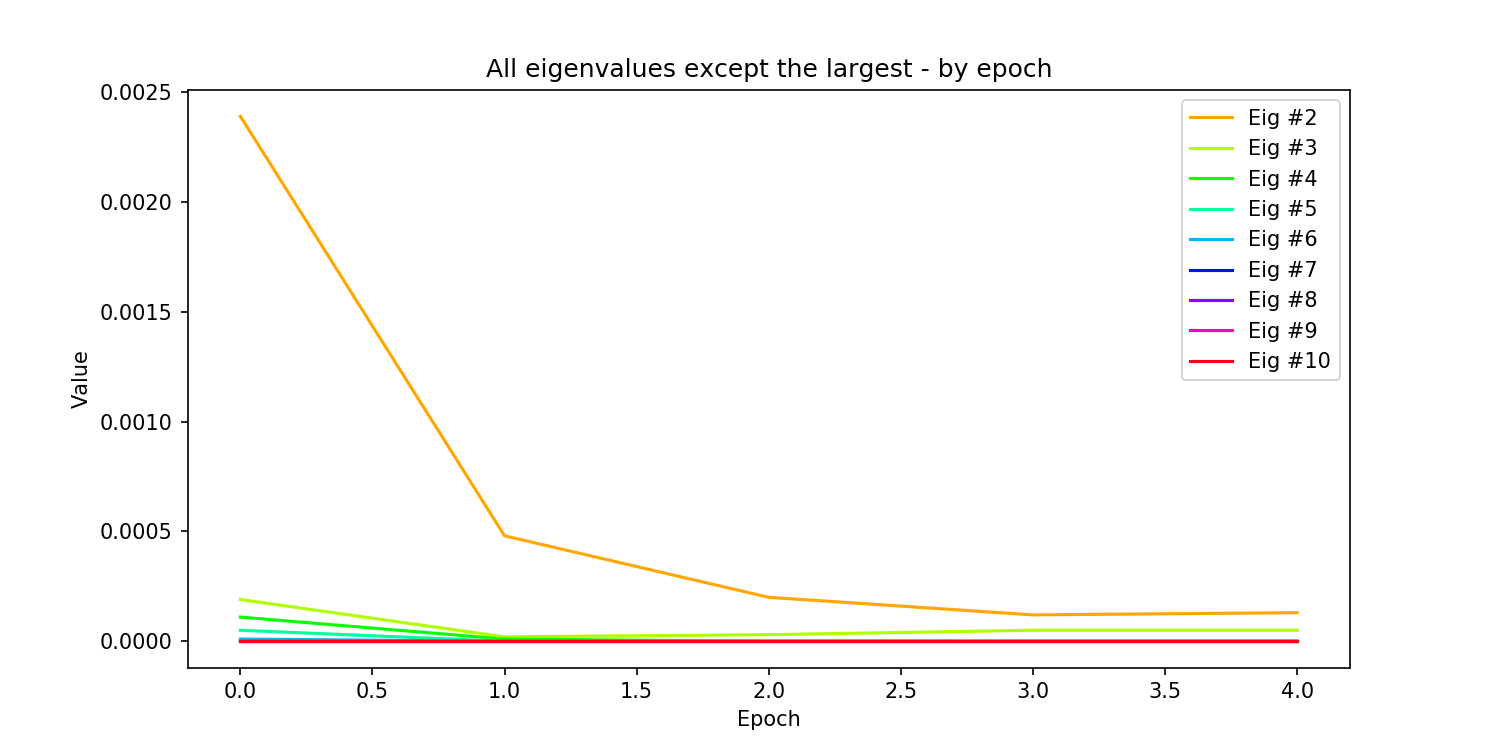 All eigenvalues except the largest - by epoch
Value
0.0025
0.0020
0.0015
0.0010
0.0005
0.0000
Eig #2
Eig #3
Eig #4
Eig #5
Eig #6
Eig #7
Eig #8
Eig #9
Eig #10
0.0 0.5 1.0 1.5 2.0 2.5 3.0 3.5 4.0
Epoch